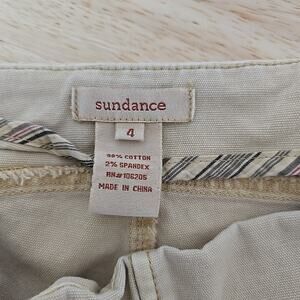 sundance
4
98% COTTON
2% SPANDEX
RN#106205
MADE IN CHINA